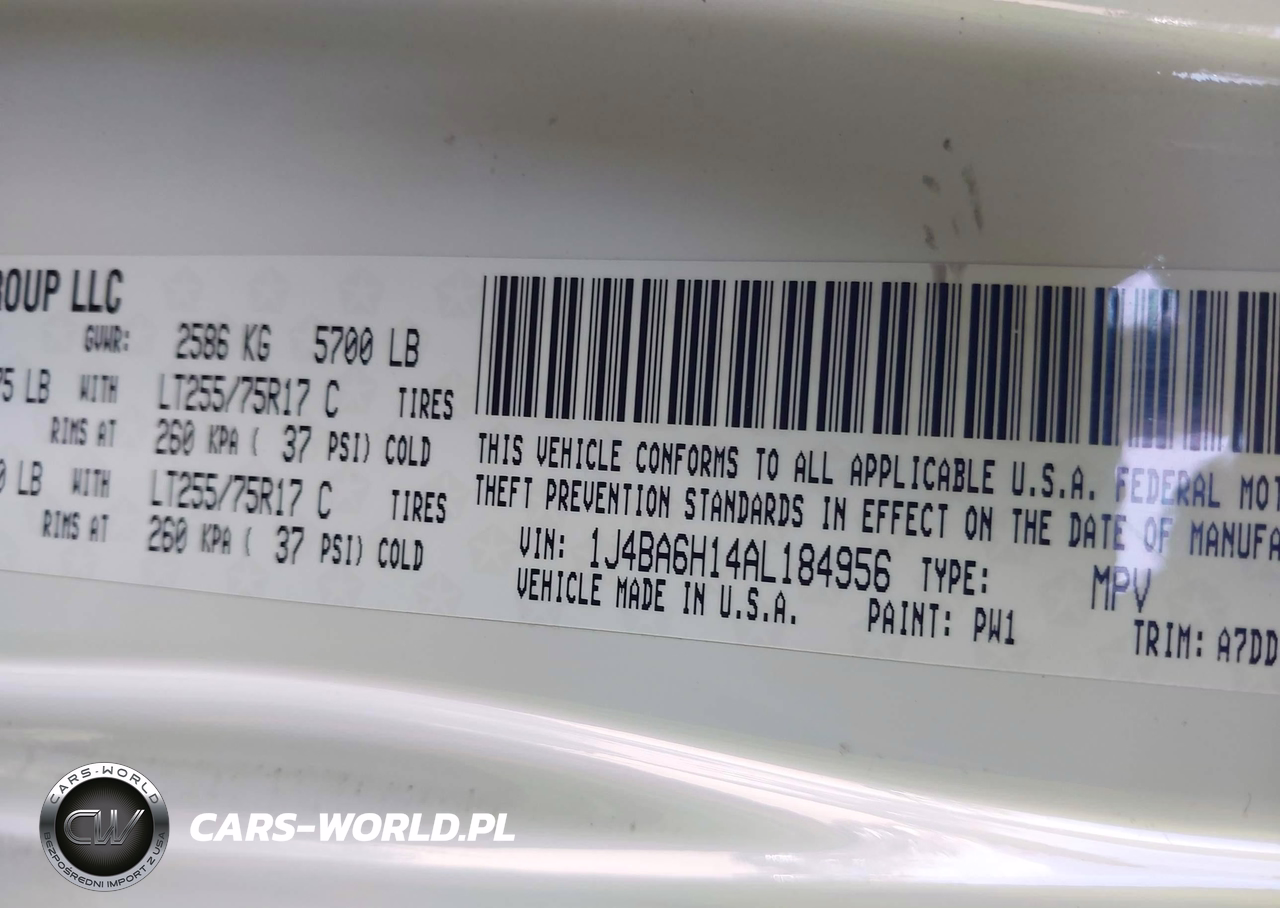 ROUP LLC
GVWR: 2586 KG 5700 LB
75 LB WITH LT255/75R17 C TIRES
RIMS AT 260 KPA ( 37 PSI) COLD
0 LB WITH LT255/75R17 C TIRES
RIMS AT 260 KPA ( 37 PSI) COLD
THIS VEHICLE CONFORMS TO ALL APPLICABLE U.S.A. FEDERAL MOT
THEFT PREVENTION STANDARDS IN EFFECT ON THE DATE OF MANUFA
VIN: 1J4BA6H14AL184956 TYPE: MPV
VEHICLE MADE IN U.S.A. PAINT: PW1 TRIM: A7DD
CARS-WORLD
CW
BEZPOŚREDNI IMPORT Z USA
CARS-WORLD.PL